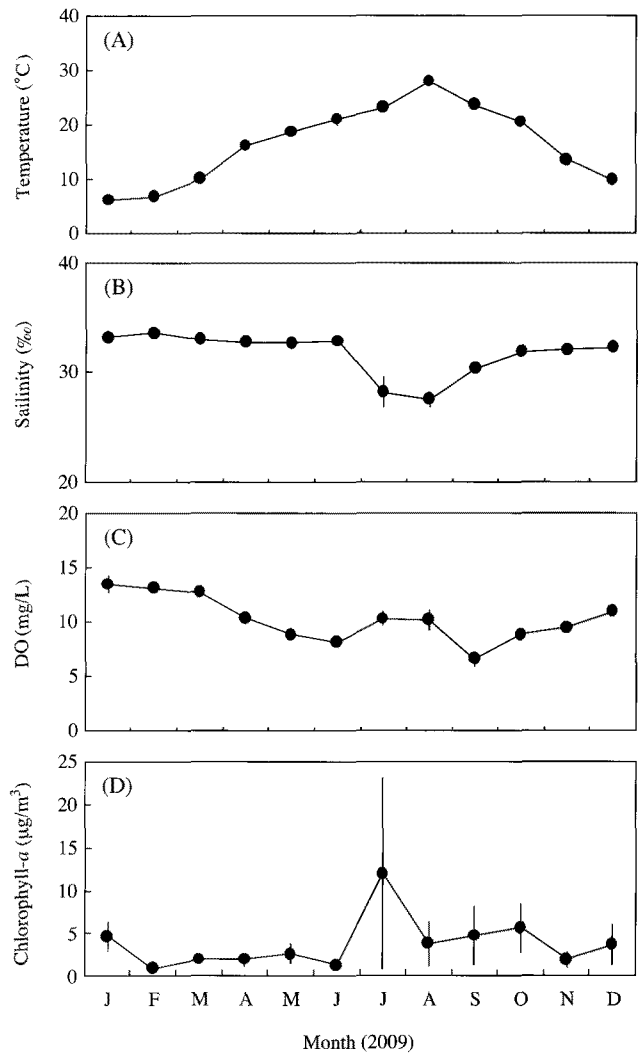 (A)
Temperature (°C)
40
30
20
10
0
(B)
Sailinity (‰)
40
30
20
(C)
DO (mg/L)
20
15
10
5
0
(D)
Chlorophyll-a (µg/m³)
25
20
15
10
5
0
J F M A M J J A S O N D
Month (2009)